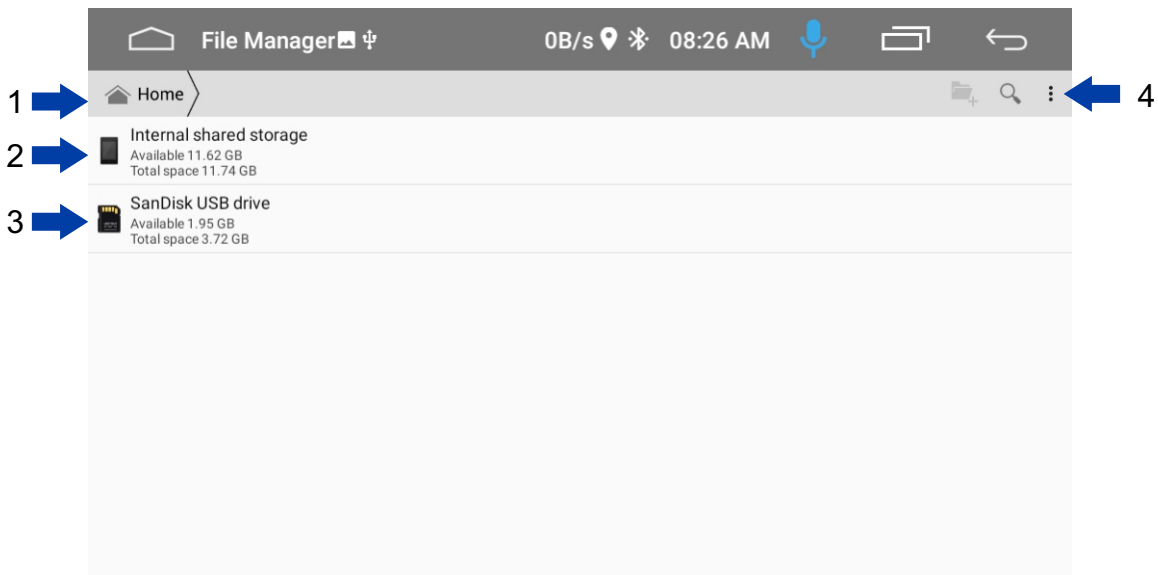 File Manager 0B/s 08:26 AM
1 Home 4
2 Internal shared storage
Available 11.62 GB
Total space 11.74 GB
3 SanDisk USB drive
Available 1.95 GB
Total space 3.72 GB